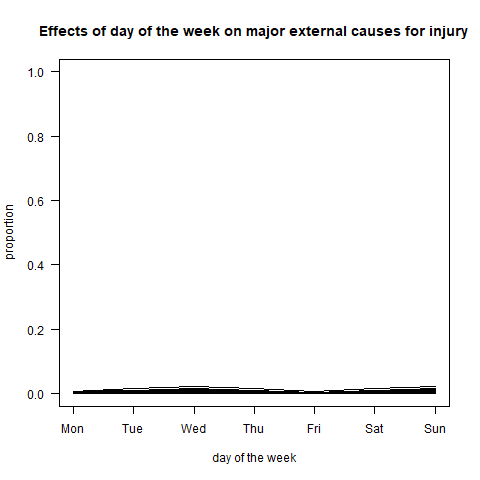 Effects of day of the week on major external causes for injury
1.0
0.8
0.6
0.4
0.2
0.0
proportion
Mon Tue Wed Thu Fri Sat Sun
day of the week